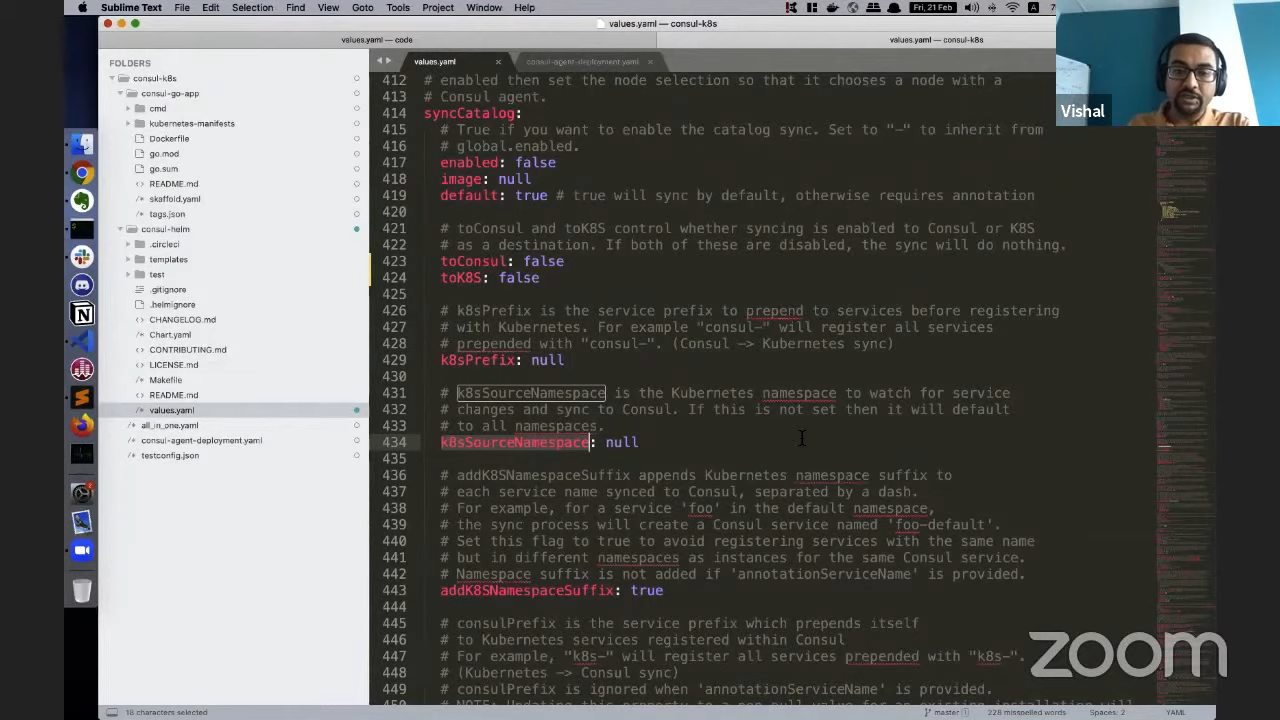 Sublime Text File Edit Selection Find View Goto Tools Project Window Help
Fri, 21 Feb
values.yaml — consul-k8s
values.yaml — code
values.yaml — consul-k8s
FOLDERS
consul-k8s
consul-go-app
cmd
kubernetes-manifests
Dockerfile
go.mod
go.sum
README.md
skaffold.yaml
tags.json
consul-helm
.circleci
templates
test
.gitignore
.helmignore
CHANGELOG.md
Chart.yaml
CONTRIBUTING.md
LICENSE.md
Makefile
README.md
values.yaml
all_in_one.yaml
consul-agent-deployment.yaml
testconfig.json
values.yaml
consul-agent-deployment.yaml
412 # enabled then set the node selection so that it chooses a node with a
413 # Consul agent.
414 syncCatalog:
415 # True if you want to enable the catalog sync. Set to "-" to inherit from
416 # global.enabled.
417 enabled: false
418 image: null
419 default: true # true will sync by default, otherwise requires annotation
420
421 # toConsul and toK8S control whether syncing is enabled to Consul or K8S
422 # as a destination. If both of these are disabled, the sync will do nothing.
423 toConsul: false
424 toK8S: false
425
426 # k8sPrefix is the service prefix to prepend to services before registering
427 # with Kubernetes. For example "consul-" will register all services
428 # prepended with "consul-". (Consul -> Kubernetes sync)
429 k8sPrefix: null
430
431 # k8sSourceNamespace is the Kubernetes namespace to watch for service
432 # changes and sync to Consul. If this is not set then it will default
433 # to all namespaces.
434 k8sSourceNamespace: null
435
436 # addK8SNamespaceSuffix appends Kubernetes namespace suffix to
437 # each service name synced to Consul, separated by a dash.
438 # For example, for a service 'foo' in the default namespace,
439 # the sync process will create a Consul service named 'foo-default'.
440 # Set this flag to true to avoid registering services with the same name
441 # but in different namespaces as instances for the same Consul service.
442 # Namespace suffix is not added if 'annotationServiceName' is provided.
443 addK8SNamespaceSuffix: true
444
445 # consulPrefix is the service prefix which prepends itself
446 # to Kubernetes services registered within Consul
447 # For example, "k8s-" will register all services prepended with "k8s-".
448 # (Kubernetes -> Consul sync)
449 # consulPrefix is ignored when 'annotationServiceName' is provided.
Vishal
zoom
18 characters selected
master
228 misspelled words
Spaces: 2
YAML